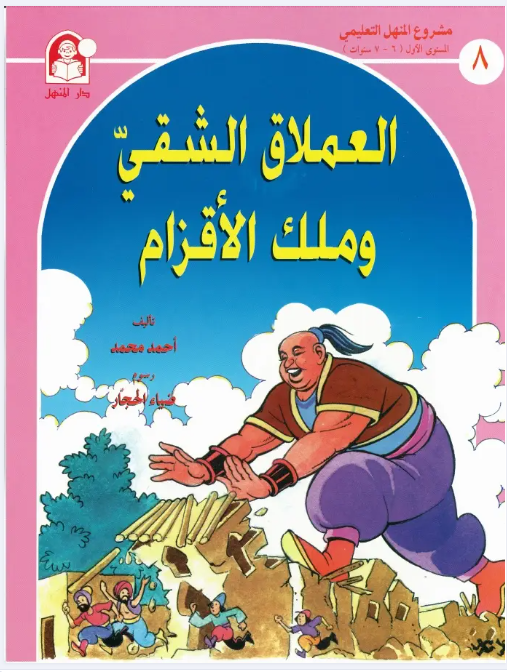 مشروع المنهل التعليمي
المستوى الأول ( ٦ - ٧ سنوات )
٨
دار المنهل
العملاق الشقيّ
وملك الأقزام
تأليف
أحمد محمد
رسوم
ضياء الحجار